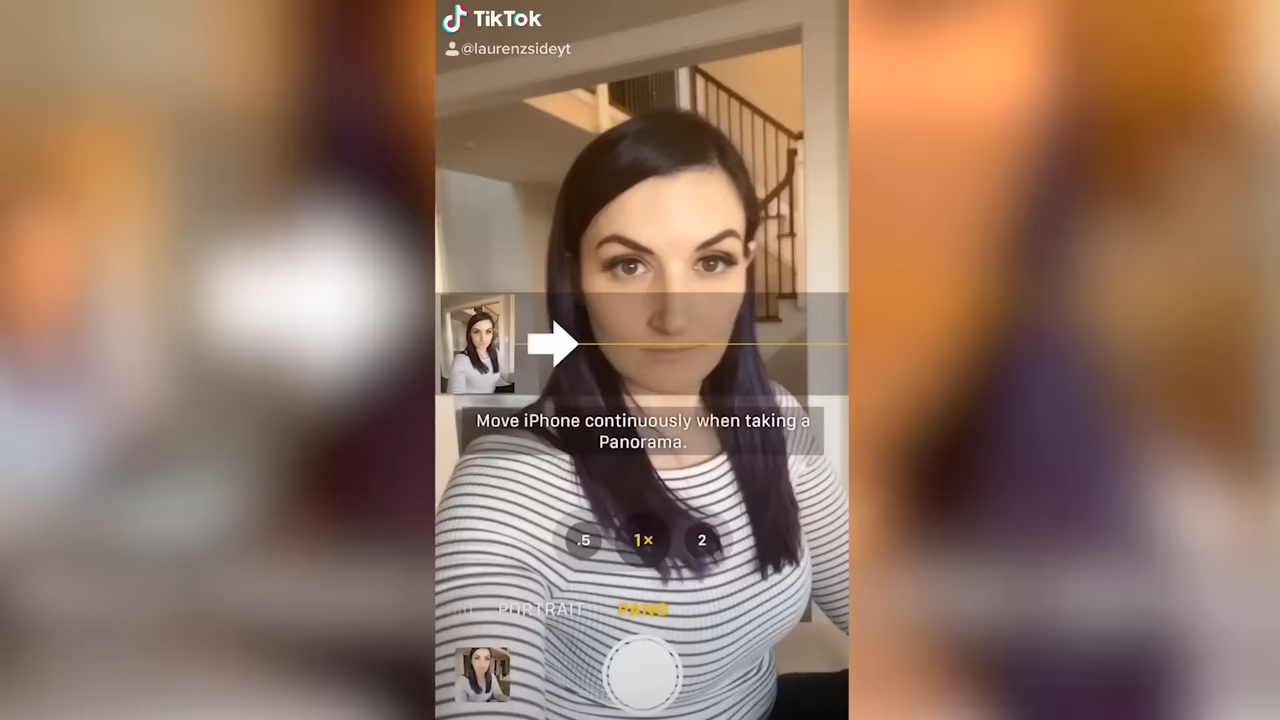 TikTok
@laurenzsideyt
Move iPhone continuously when taking a
Panorama.
.5
1×
2
PORTRAIT
PANO